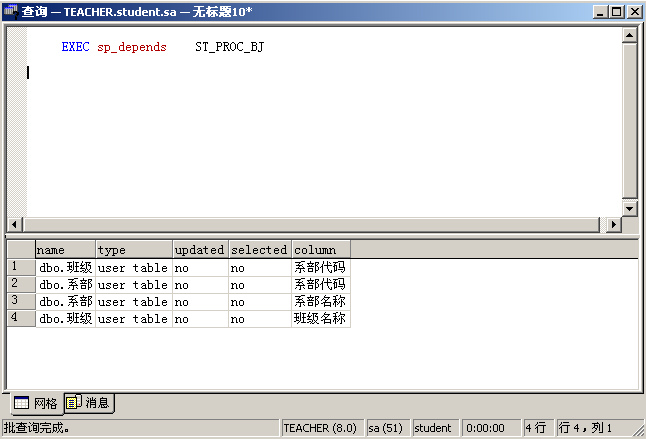 查询 — TEACHER.student.sa — 无标题10*
EXEC sp_depends ST_PROC_BJ
name type updated selected column
1 dbo.班级 user table no no 系部代码
2 dbo.系部 user table no no 系部代码
3 dbo.系部 user table no no 系部名称
4 dbo.班级 user table no no 班级名称
网格 消息
批查询完成。 TEACHER (8.0) sa (51) student 0:00:00 4 行 行 4，列 1